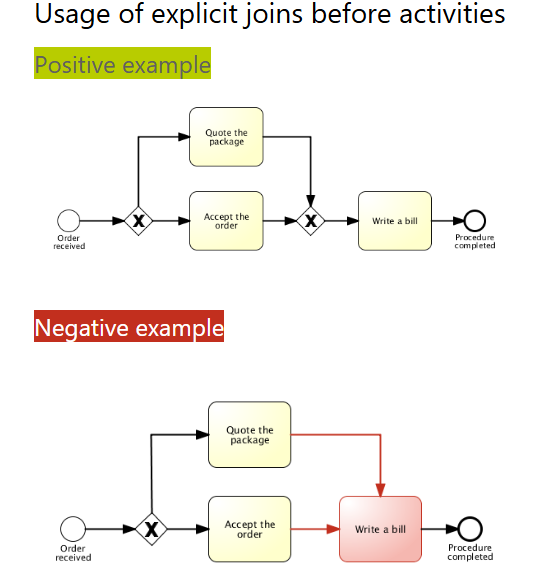 Usage of explicit joins before activities
Positive example
Quote the
package
Order
received
X
Accept the
order
X
Write a bill
Procedure
completed
Negative example
Quote the
package
Order
received
X
Accept the
order
Write a bill
Procedure
completed